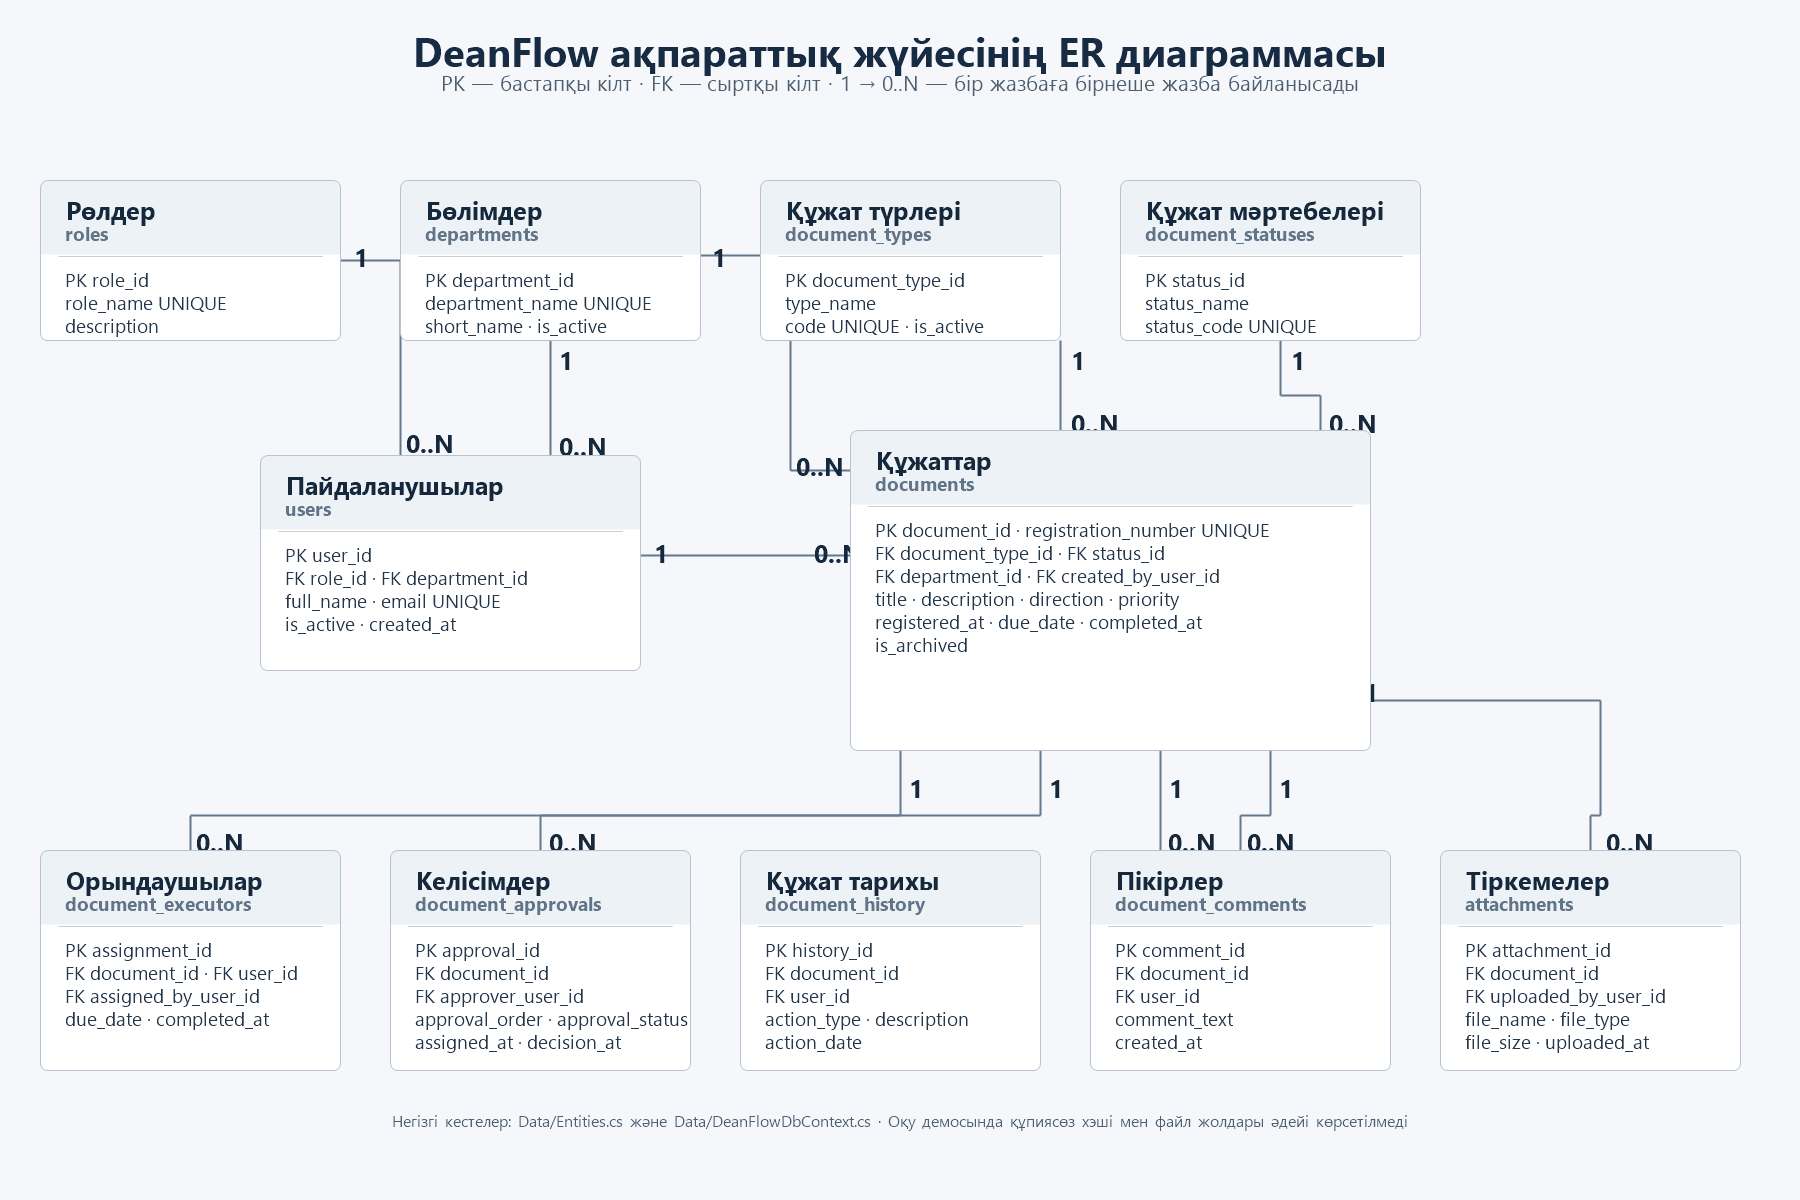 DeanFlow ақпараттық жүйесінің ER диаграммасы
PK — бастапқы кілт · FK — сыртқы кілт · 1 → 0..N — бір жазбаға бірнеше жазба байланысады
Рөлдер
roles
PK role_id
role_name UNIQUE
description
1
Бөлімдер
departments
PK department_id
department_name UNIQUE
short_name · is_active
1
Құжат түрлері
document_types
PK document_type_id
type_name
code UNIQUE · is_active
Құжат мәртебелері
document_statuses
PK status_id
status_name
status_code UNIQUE
1
1
1
0..N
0..N
0..N
0..N
0..N
Пайдаланушылар
users
PK user_id
FK role_id · FK department_id
full_name · email UNIQUE
is_active · created_at
1
0..N
Құжаттар
documents
PK document_id · registration_number UNIQUE
FK document_type_id · FK status_id
FK department_id · FK created_by_user_id
title · description · direction · priority
registered_at · due_date · completed_at
is_archived
1
1
1
1
1
0..N
0..N
0..N
0..N
0..N
Орындаушылар
document_executors
PK assignment_id
FK document_id · FK user_id
FK assigned_by_user_id
due_date · completed_at
Келісімдер
document_approvals
PK approval_id
FK document_id
FK approver_user_id
approval_order · approval_status
assigned_at · decision_at
Құжат тарихы
document_history
PK history_id
FK document_id
FK user_id
action_type · description
action_date
Пікірлер
document_comments
PK comment_id
FK document_id
FK user_id
comment_text
created_at
Тіркемелер
attachments
PK attachment_id
FK document_id
FK uploaded_by_user_id
file_name · file_type
file_size · uploaded_at
Негізгі кестелер: Data/Entities.cs және Data/DeanFlowDbContext.cs · Оқу демосында құпиясөз хэші мен файл жолдары әдейі көрсетілмеді